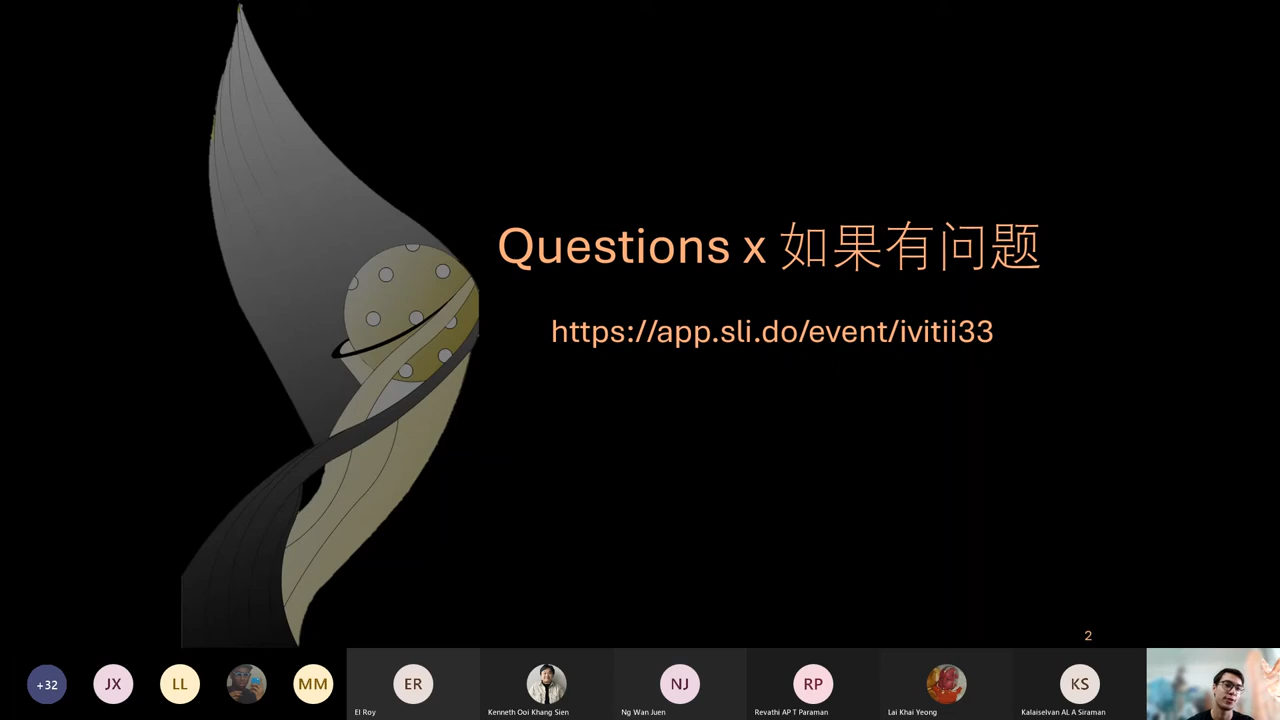 Questions x 如果有问题
https://app.sli.do/event/ivitii33
2
+32
JX
LL
MM
ER
NJ
RP
KS
El Roy
Kenneth Ooi Khang Sien
Ng Wan Juen
Revathi AP T Paraman
Lai Khai Yeong
Kalaiselvan AL A Siraman